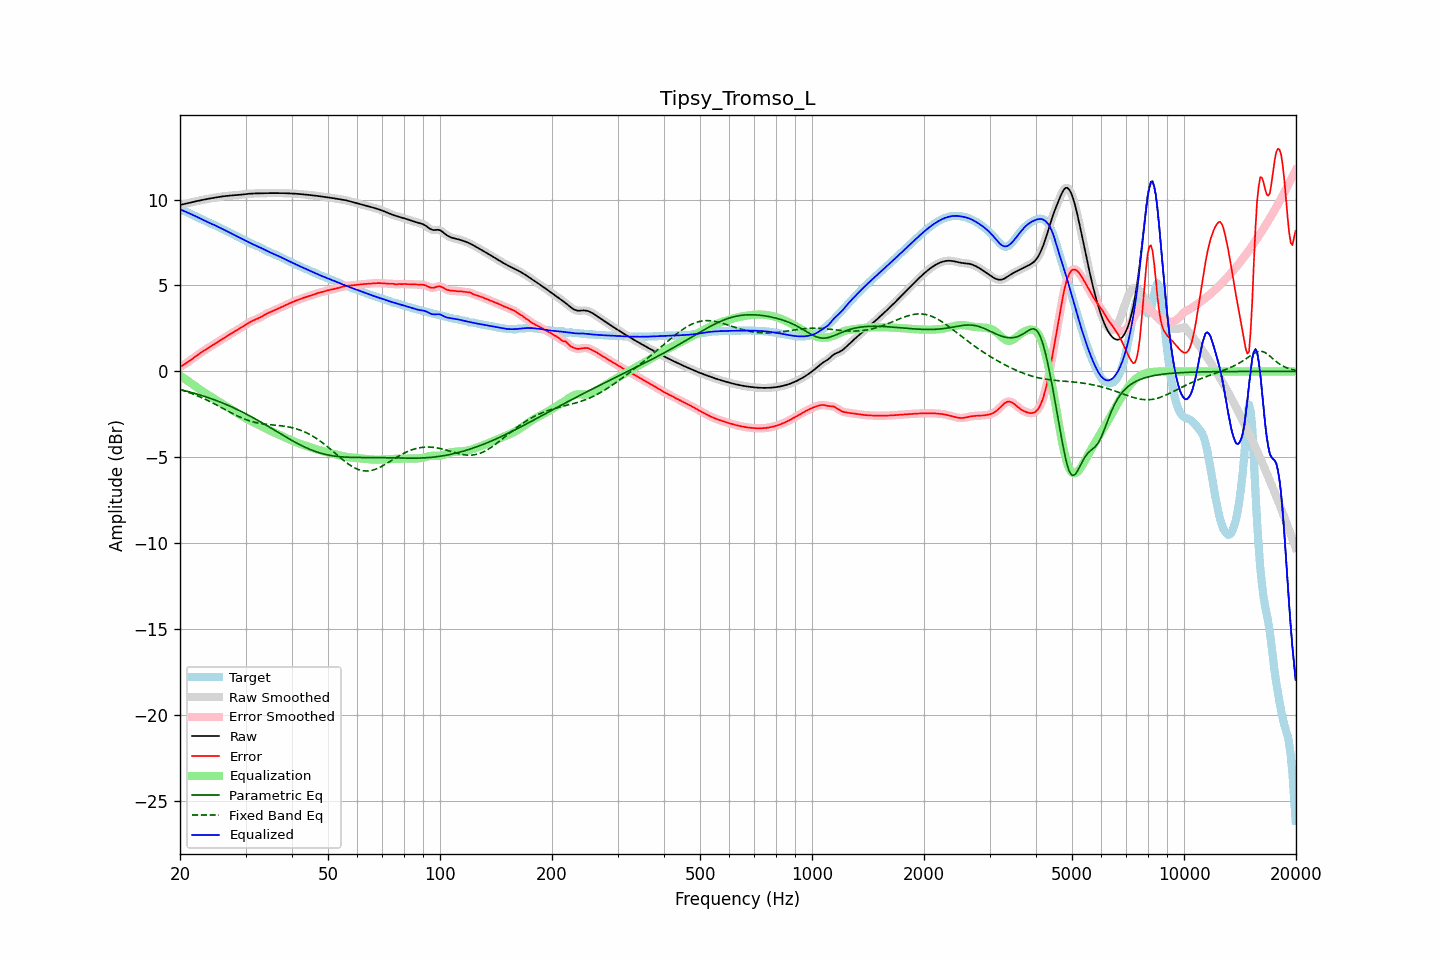 Tipsy_Tromso_L
10
5
0
−5
−10
−15
−20
−25
Amplitude (dBr)
Target
Raw Smoothed
Error Smoothed
Raw
Error
Equalization
Parametric Eq
Fixed Band Eq
Equalized
20 50 100 200 500 1000 2000 5000 10000 20000
Frequency (Hz)